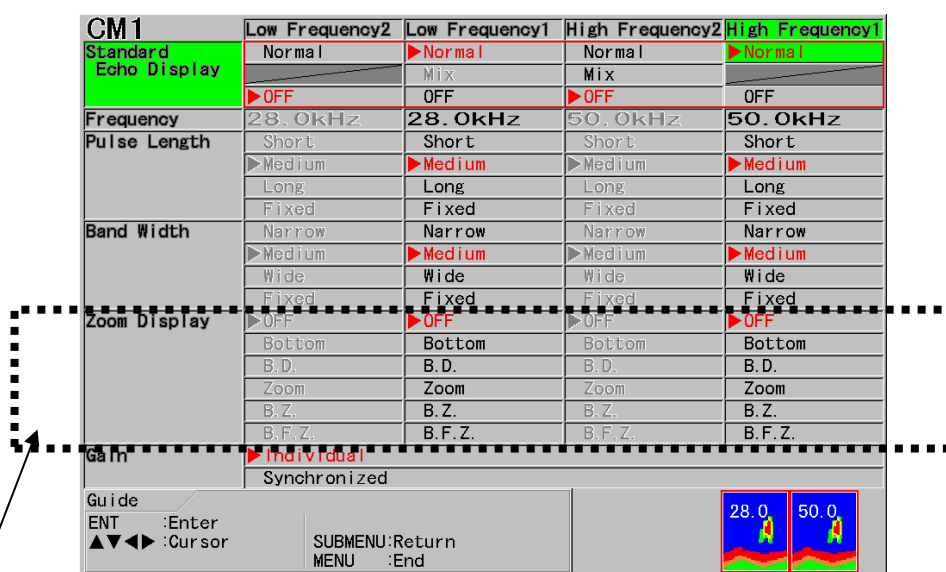 CM1 Low Frequency2 Low Frequency1 High Frequency2 High Frequency1
Standard Normal ▶Normal Normal ▶Normal
Echo Display Mix Mix
▶OFF OFF ▶OFF OFF
Frequency 28.0kHz 28.0kHz 50.0kHz 50.0kHz
Pulse Length Short Short Short Short
▶Medium ▶Medium ▶Medium ▶Medium
Long Long Long Long
Fixed Fixed Fixed Fixed
Band Width Narrow Narrow Narrow Narrow
▶Medium ▶Medium ▶Medium ▶Medium
Wide Wide Wide Wide
Fixed Fixed Fixed Fixed
Zoom Display ▶OFF ▶OFF ▶OFF ▶OFF
Bottom Bottom Bottom Bottom
B.D. B.D. B.D. B.D.
Zoom Zoom Zoom Zoom
B.Z. B.Z. B.Z. B.Z.
B.F.Z. B.F.Z. B.F.Z. B.F.Z.
Gain ▶Individual
Synchronized
Guide
ENT :Enter
▲▼◀▶:Cursor SUBMENU:Return
MENU :End
28.0 50.0